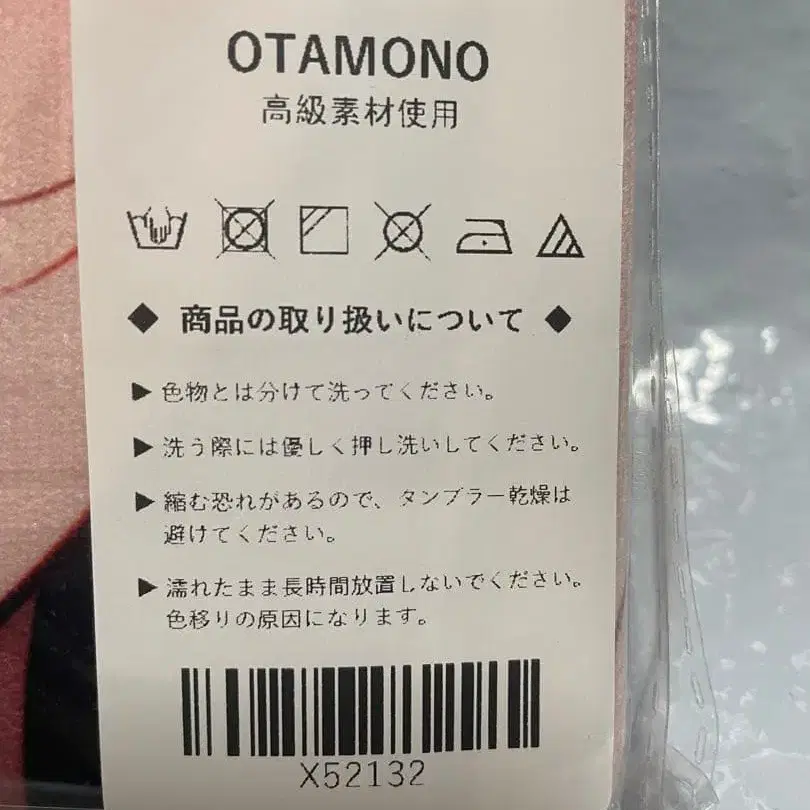 OTAMONO
高級素材使用
◆ 商品の取り扱いについて ◆
▶ 色物とは分けて洗ってください。
▶ 洗う際には優しく押し洗いしてください。
▶ 縮む恐れがあるので、タンブラー乾燥は
避けてください。
▶ 濡れたまま長時間放置しないでください。
色移りの原因になります。
X52132